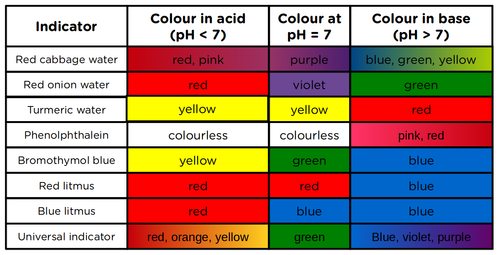 Indicator Colour in acid (pH < 7) Colour at pH = 7 Colour in base (pH > 7)
Red cabbage water red, pink purple blue, green, yellow
Red onion water red violet green
Turmeric water yellow yellow red
Phenolphthalein colourless colourless pink, red
Bromothymol blue yellow green blue
Red litmus red red blue
Blue litmus red blue blue
Universal indicator red, orange, yellow green Blue, violet, purple